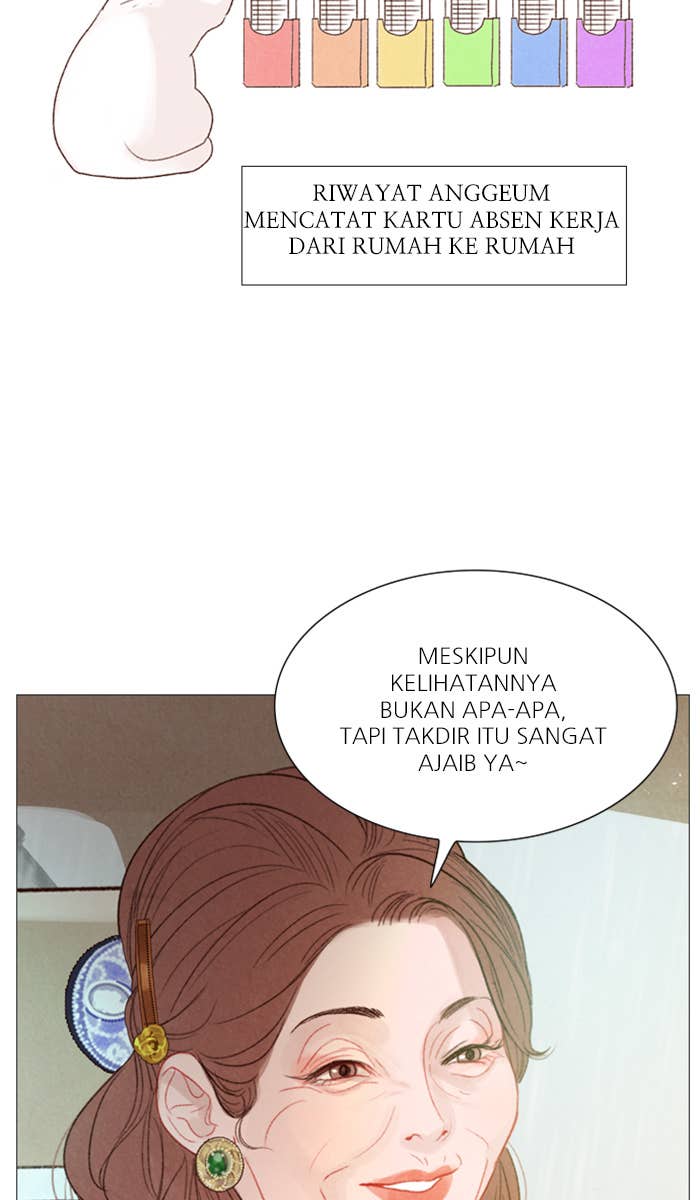 RIWAYAT ANGGEUM
MENCATAT KARTU ABSEN KERJA
DARI RUMAH KE RUMAH
MESKIPUN
KELIHATANNYA
BUKAN APA-APA,
TAPI TAKDIR ITU SANGAT
AJAIB YA~